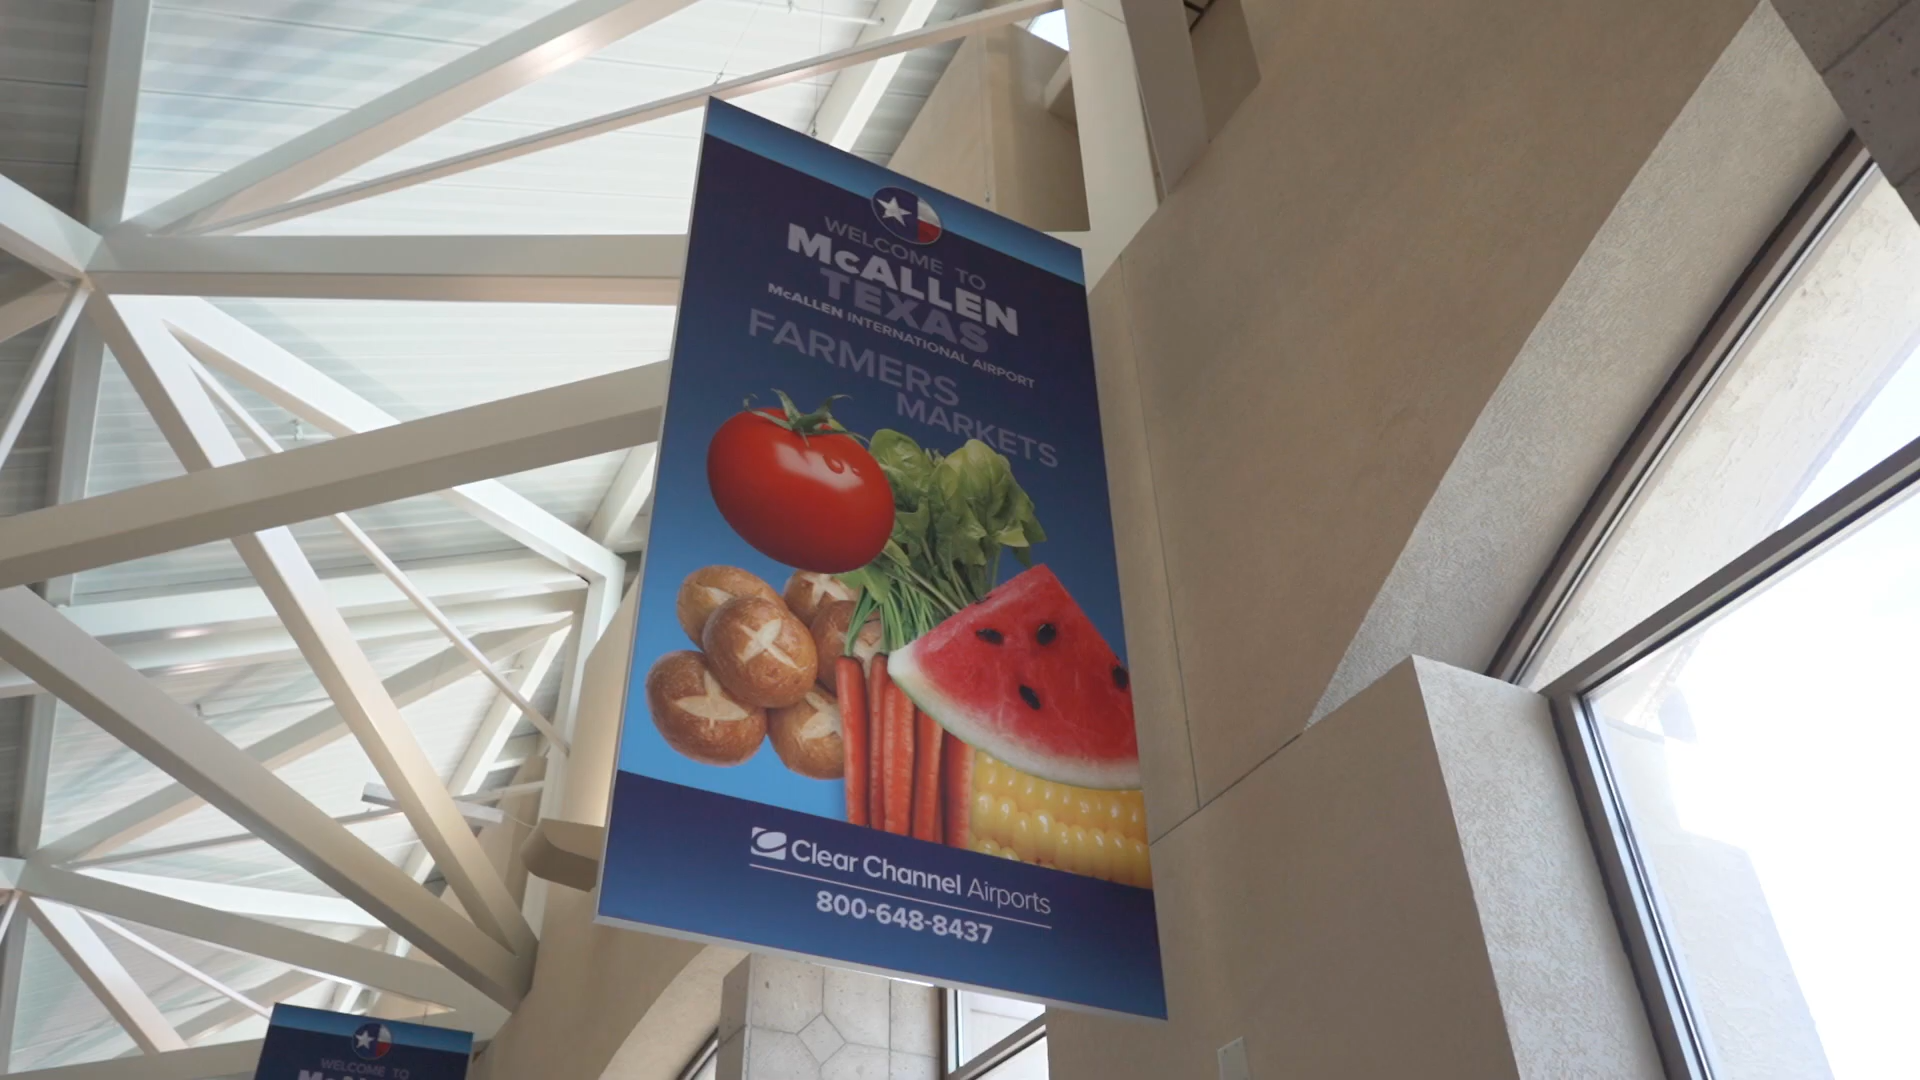 WELCOME TO
McALLEN
TEXAS
McALLEN INTERNATIONAL AIRPORT
FARMERS
MARKETS
Clear Channel Airports
800-648-8437
WELCOME TO